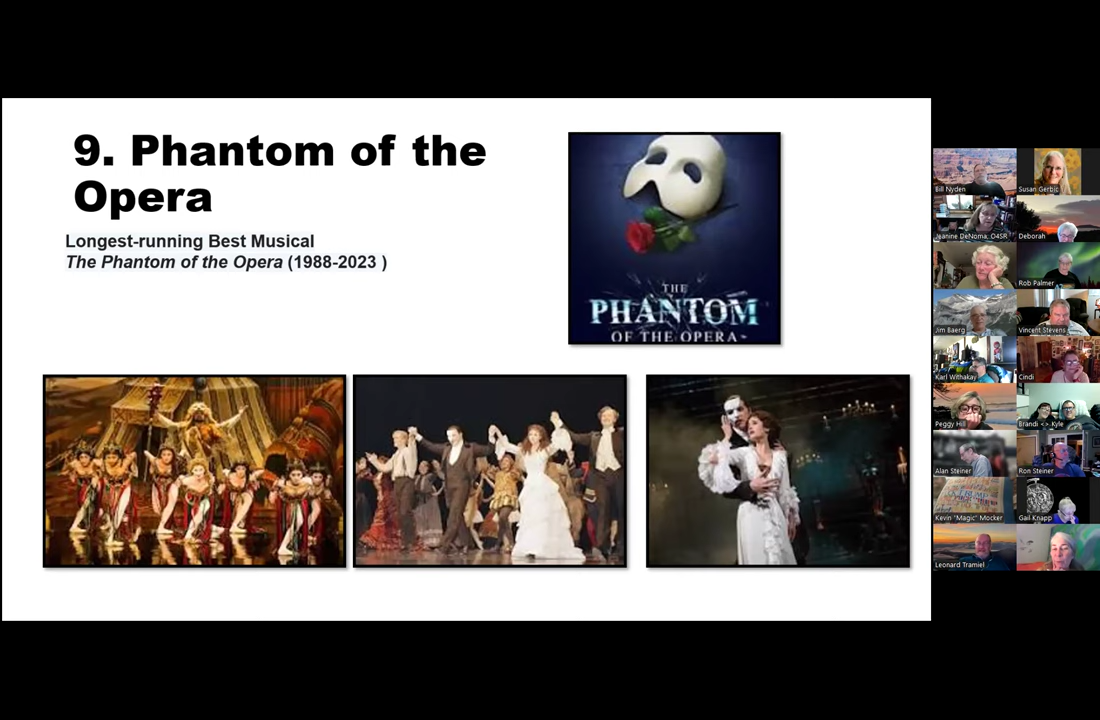 9. Phantom of the
Opera
Longest-running Best Musical
The Phantom of the Opera (1988-2023 )
THE
PHANTOM
OF THE OPERA
Bill Nyden
Susan Gerbic
Jeanine DeNoma, O4SR
Deborah
Rob Palmer
Jim Baerg
Vincent Stevens
Karl Withakay
Cindi
Peggy Hill
Brandi <> Kyle
Alan Steiner
Ron Steiner
Kevin "Magic" Mocker
Gail Knapp
Leonard Tramiel